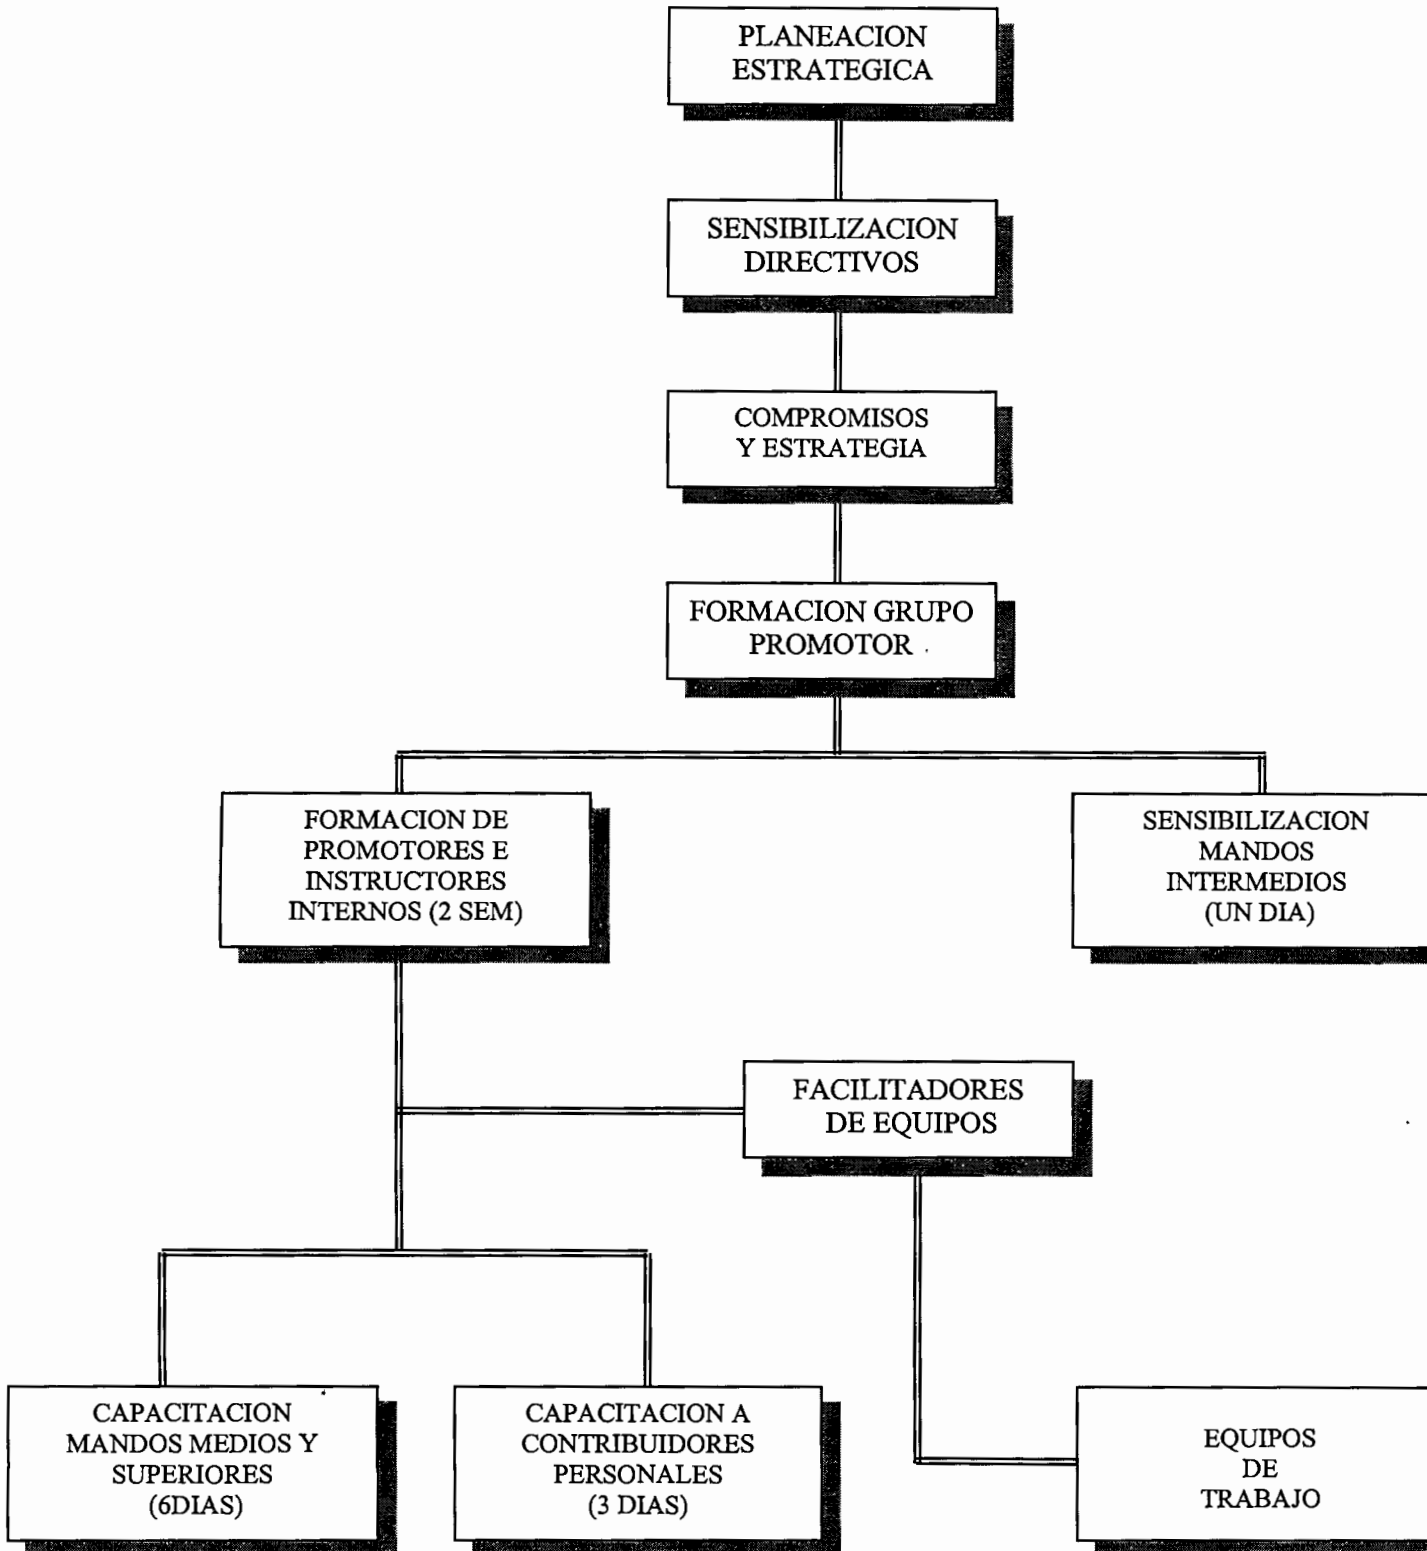 PLANEACION
ESTRATEGICA
SENSIBILIZACION
DIRECTIVOS
COMPROMISOS
Y ESTRATEGIA
FORMACION GRUPO
PROMOTOR
FORMACION DE
PROMOTORES E
INSTRUCTORES
INTERNOS (2 SEM)
SENSIBILIZACION
MANDOS
INTERMEDIOS
(UN DIA)
FACILITADORES
DE EQUIPOS
CAPACITACION
MANDOS MEDIOS Y
SUPERIORES
(6DIAS)
CAPACITACION A
CONTRIBUIDORES
PERSONALES
(3 DIAS)
EQUIPOS
DE
TRABAJO